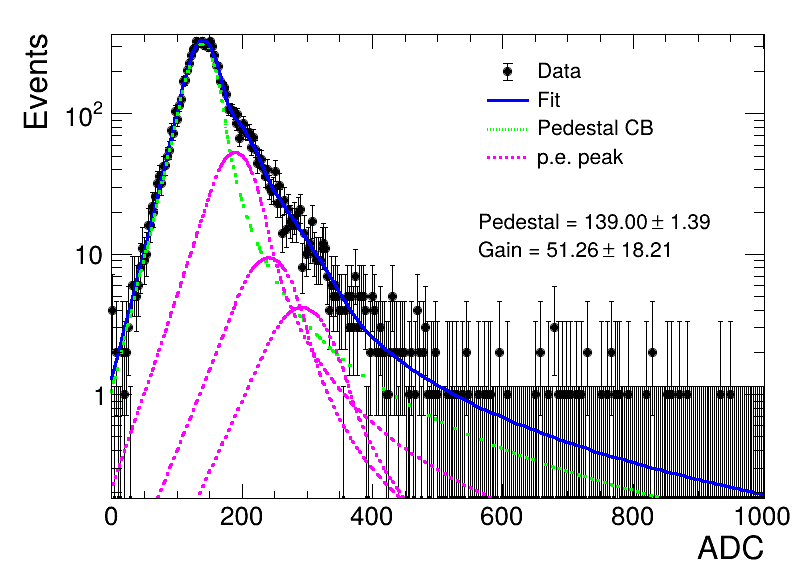 Events
10²
10
1
0
200
400
600
800
1000
ADC
Data
Fit
Pedestal CB
p.e. peak
Pedestal = 139.00 ± 1.39
Gain = 51.26 ± 18.21